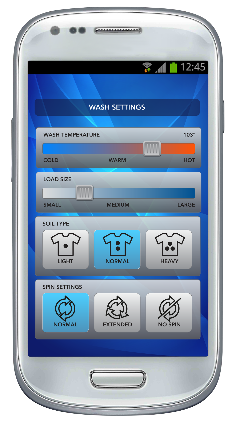 12:45
WASH SETTINGS
WASH TEMPERATURE 103°
COLD WARM HOT
LOAD SIZE
SMALL MEDIUM LARGE
SOIL TYPE
LIGHT NORMAL HEAVY
SPIN SETTINGS
NORMAL EXTENDED NO SPIN